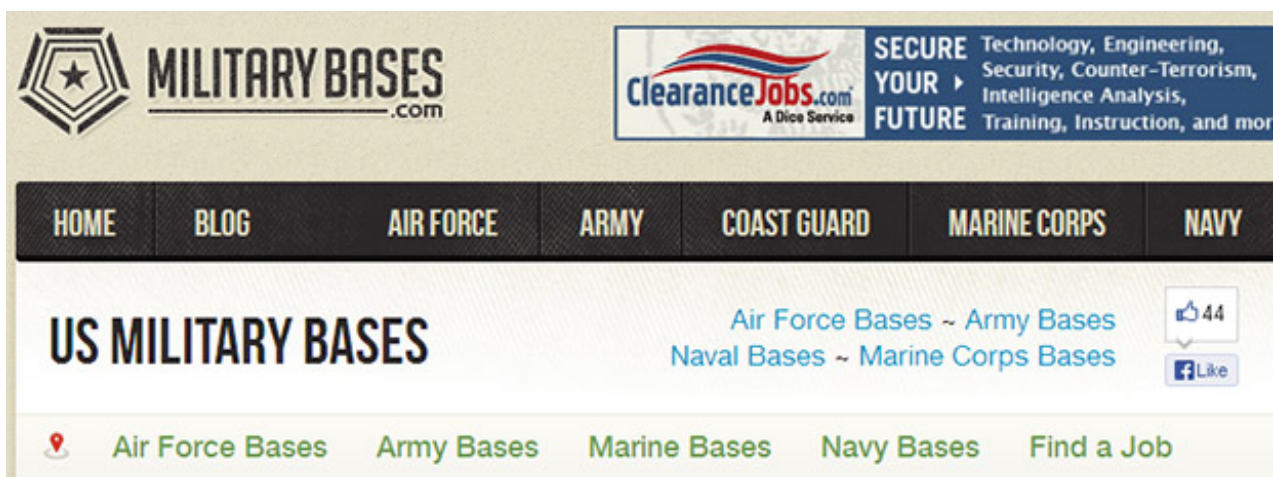 MILITARY BASES
.com
ClearanceJobs.com
A Dice Service
SECURE
YOUR
FUTURE
Technology, Engineering,
Security, Counter-Terrorism,
Intelligence Analysis,
Training, Instruction, and mor
HOME BLOG AIR FORCE ARMY COAST GUARD MARINE CORPS NAVY
US MILITARY BASES
Air Force Bases ~ Army Bases
Naval Bases ~ Marine Corps Bases
44
Like
Air Force Bases Army Bases Marine Bases Navy Bases Find a Job